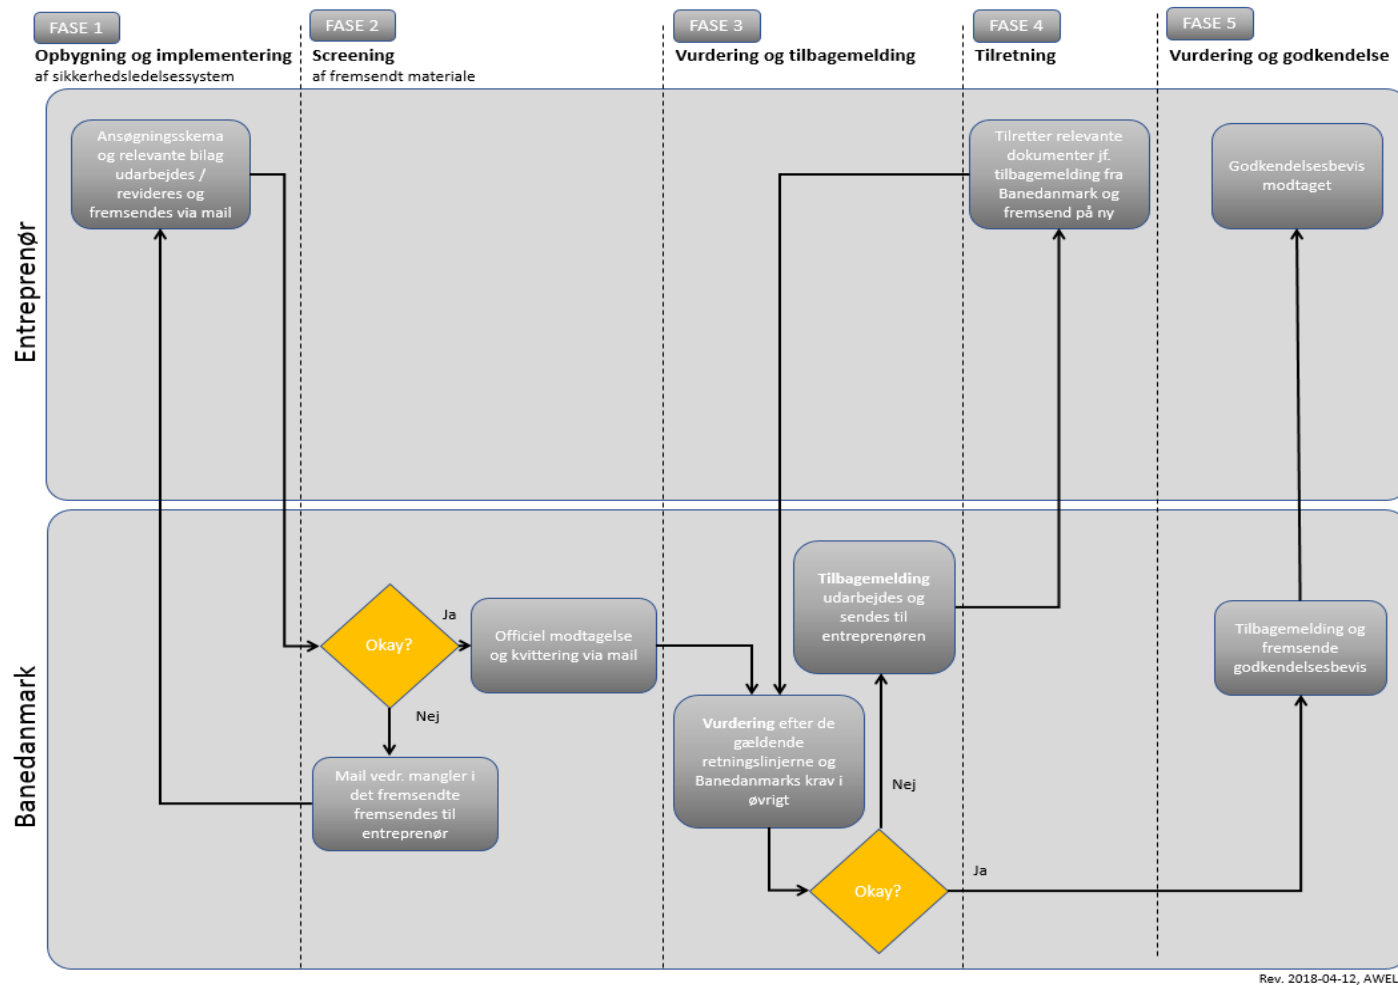 FASE 1
Opbygning og implementering
af sikkerhedsledelsessystem
FASE 2
Screening
af fremsendt materiale
FASE 3
Vurdering og tilbagemelding
FASE 4
Tilretning
FASE 5
Vurdering og godkendelse
Entreprenør
Ansøgningsskema
og relevante bilag
udarbejdes /
revideres og
fremsendes via mail
Tilretter relevante
dokumenter jf.
tilbagemelding fra
Banedanmark og
fremsend på ny
Godkendelsesbevis
modtaget
Banedanmark
Okay?
Ja
Nej
Officiel modtagelse
og kvittering via mail
Mail vedr. mangler i
det fremsendte
fremsendes til
entreprenør
Tilbagemelding
udarbejdes og
sendes til
entreprenøren
Vurdering efter de
gældende
retningslinjerne og
Banedanmarks krav i
øvrigt
Nej
Okay?
Ja
Tilbagemelding og
fremsende
godkendelsesbevis
Rev. 2018-04-12, AWEL